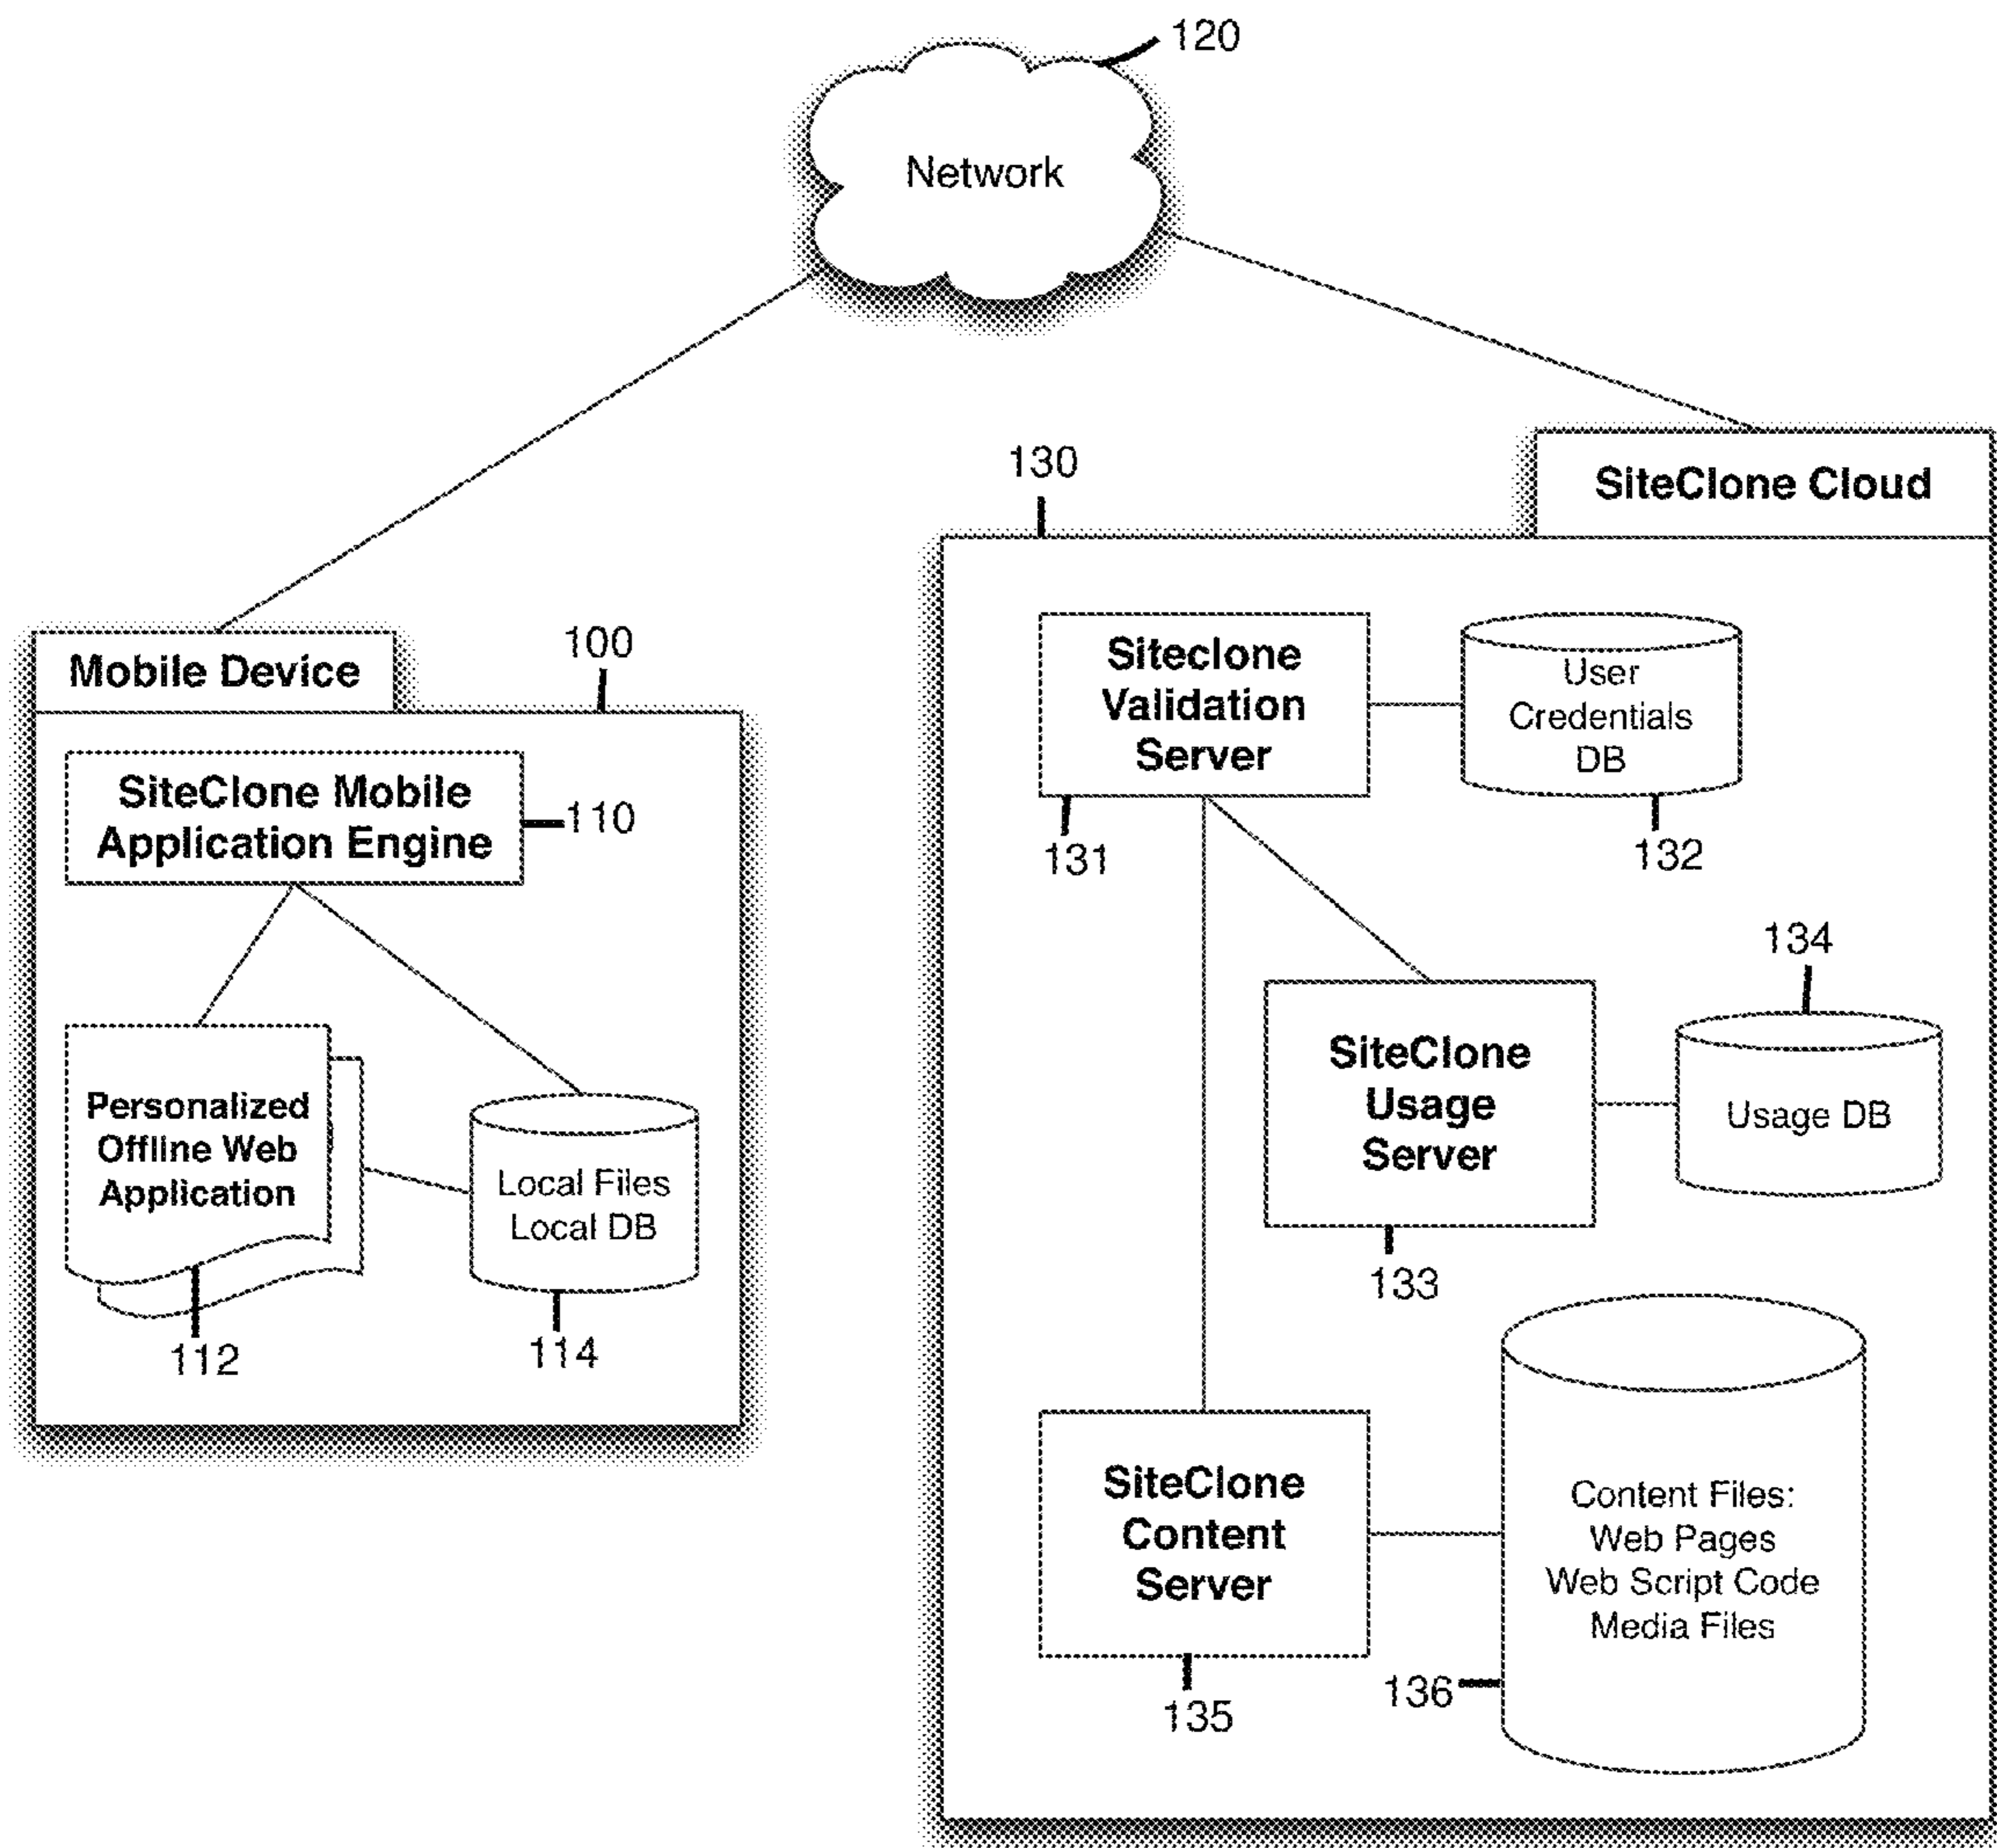 120
Network
130
SiteClone Cloud
Mobile Device
100
SiteClone Mobile
Application Engine
110
Personalized
Offline Web
Application
Local Files
Local DB
112
114
Siteclone
Validation
Server
User
Credentials
DB
131
132
134
SiteClone
Usage
Server
Usage DB
133
SiteClone
Content
Server
Content Files:
Web Pages
Web Script Code
Media Files
135
136